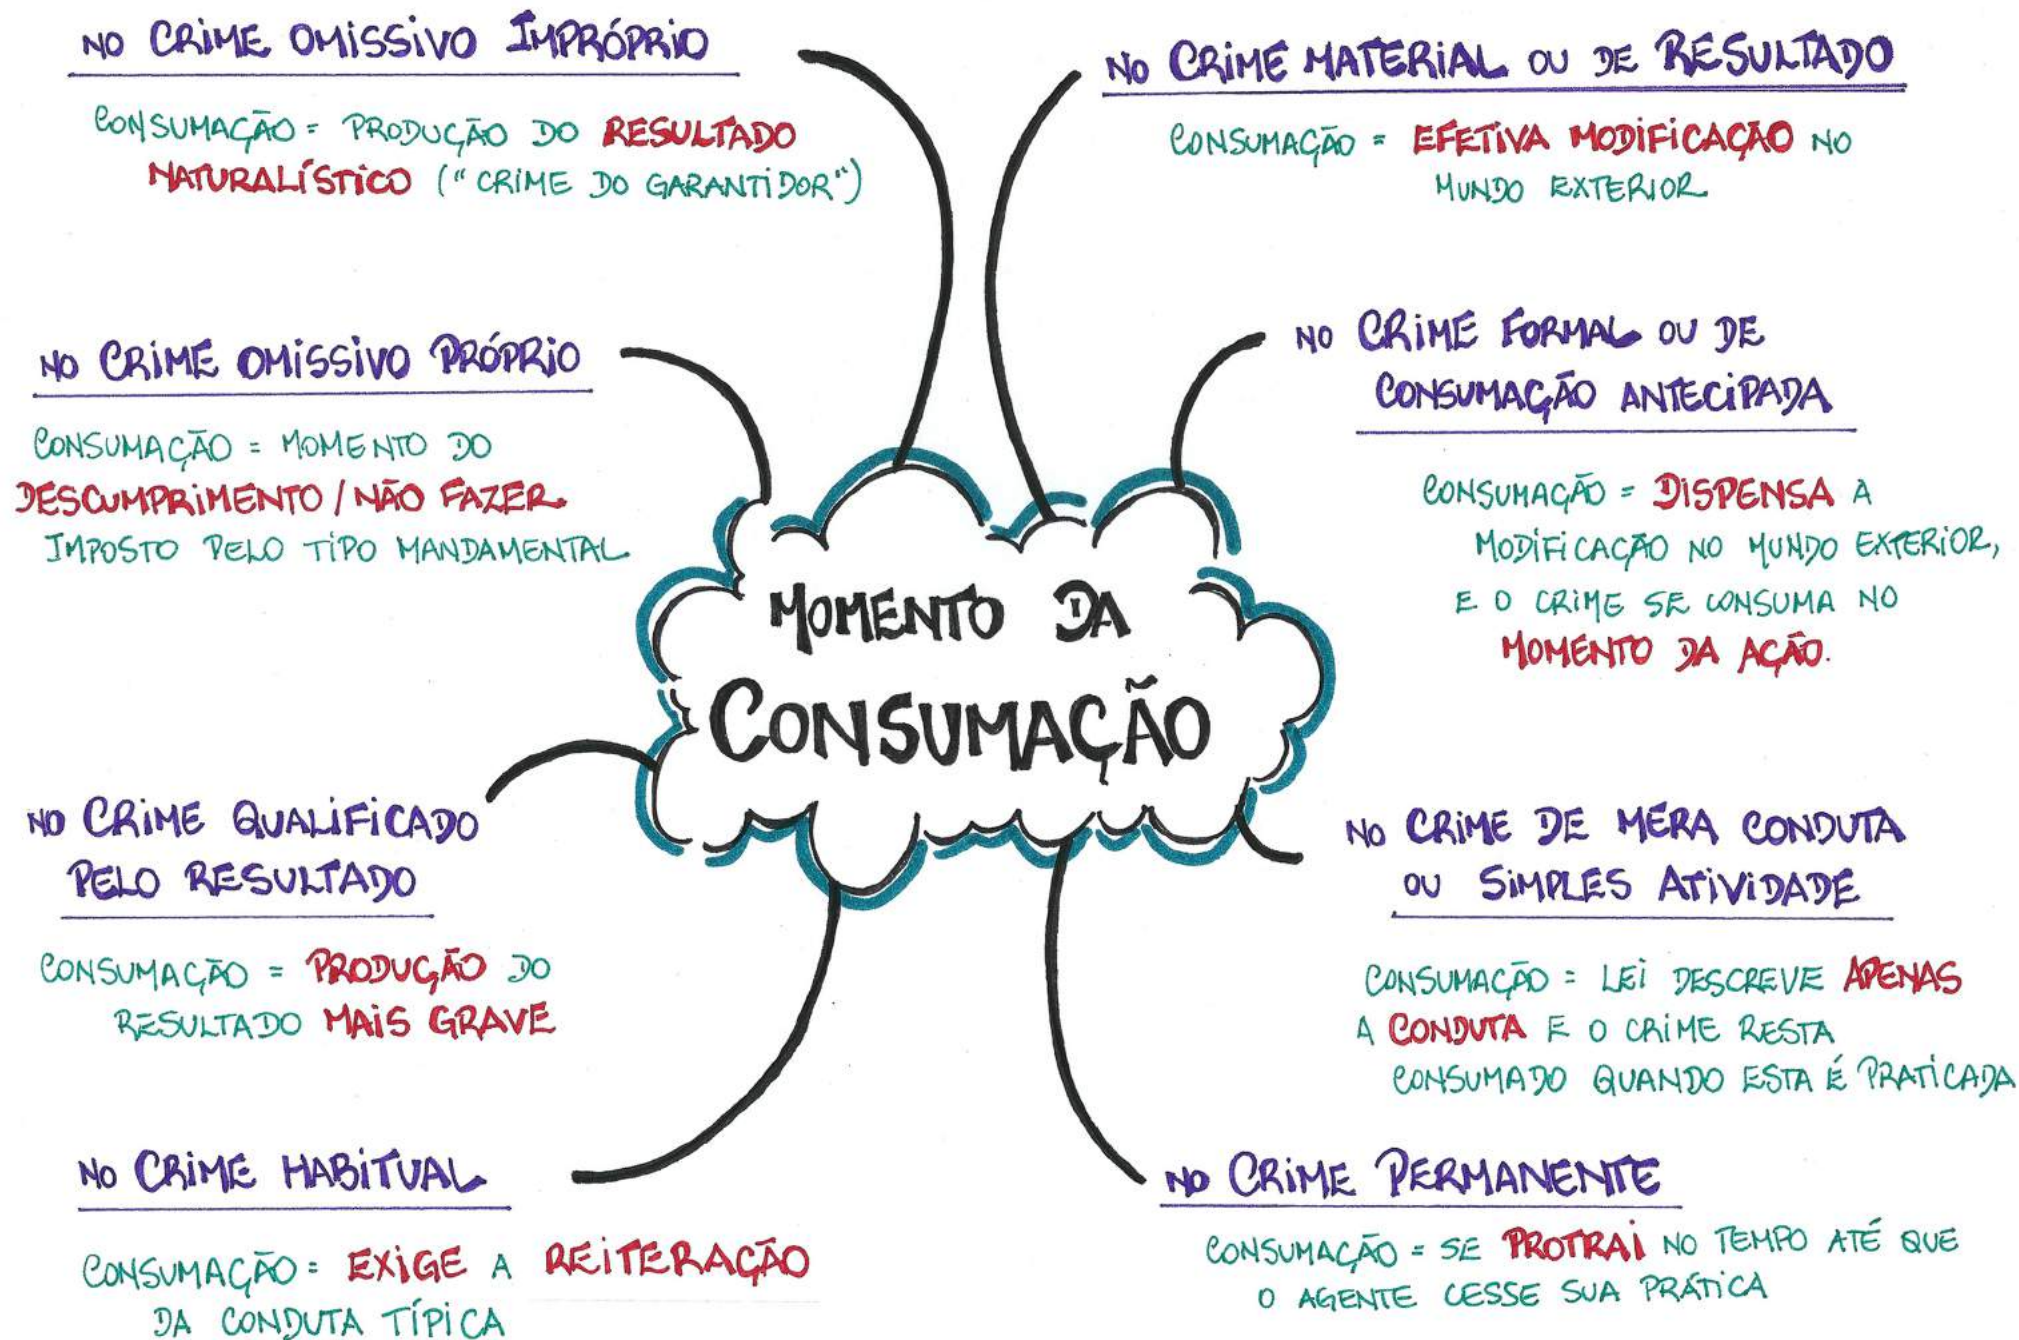 MOMENTO DA
CONSUMAÇÃO
NO CRIME MATERIAL OU DE RESULTADO
CONSUMAÇÃO = EFETIVA MODIFICAÇÃO NO
MUNDO EXTERIOR
NO CRIME FORMAL OU DE
CONSUMAÇÃO ANTECIPADA
CONSUMAÇÃO = DISPENSA A
MODIFICAÇÃO NO MUNDO EXTERIOR,
E O CRIME SE CONSUMA NO
MOMENTO DA AÇÃO.
NO CRIME DE MÉRA CONDUTA
OU SIMPLES ATIVIDADE
CONSUMAÇÃO = LEI DESCREVE APENAS
A CONDUTA E O CRIME RESTA
CONSUMADO QUANDO ESTA É PRATICADA
NO CRIME PERMANENTE
CONSUMAÇÃO = SE PROTRAI NO TEMPO ATÉ QUE
O AGENTE CESSE SUA PRÁTICA
NO CRIME HABITUAL
CONSUMAÇÃO = EXIGE A REITERAÇÃO
DA CONDUTA TÍPICA
NO CRIME QUALIFICADO
PELO RESULTADO
CONSUMAÇÃO = PRODUÇÃO DO
RESULTADO MAIS GRAVE
NO CRIME OMISSIVO PRÓPRIO
CONSUMAÇÃO = MOMENTO DO
DESCUMPRIMENTO / NÃO FAZER
IMPOSTO PELO TIPO MANDAMENTAL
NO CRIME OMISSIVO IMPRÓPRIO
CONSUMAÇÃO = PRODUÇÃO DO RESULTADO
NATURALÍSTICO ("CRIME DO GARANTIDOR")